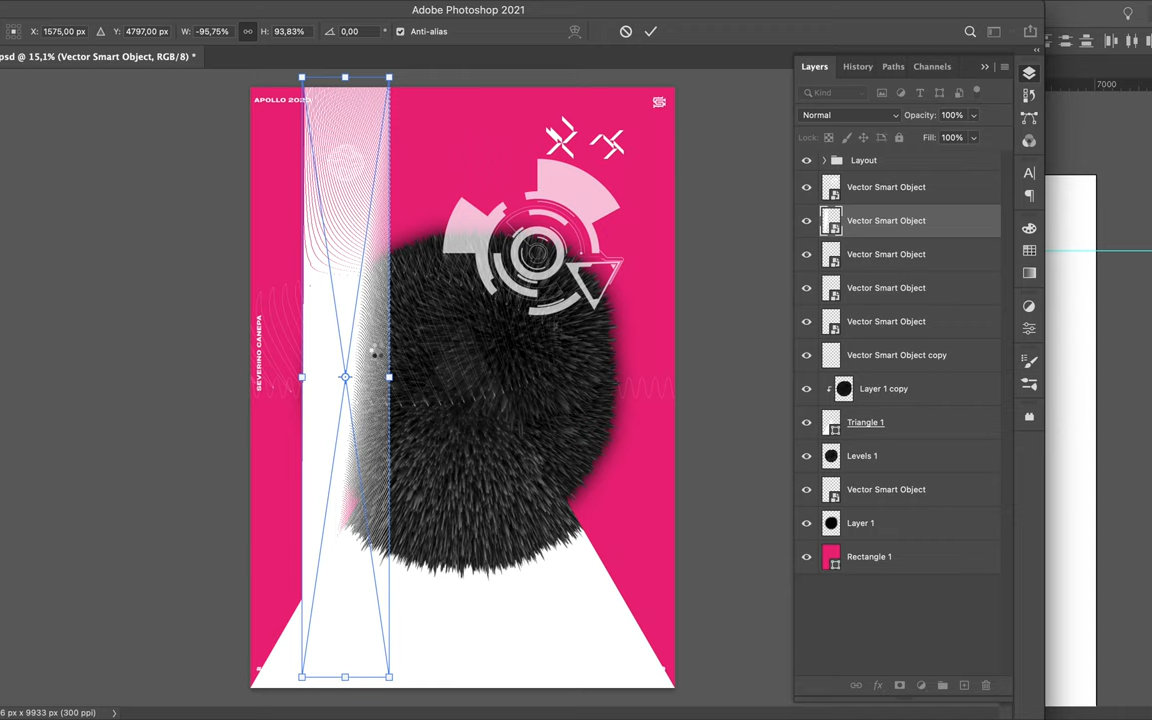 Adobe Photoshop 2021
X: 1575,00 px Y: 4797,00 px W: -95,75% H: 93,83% 0,00 ° Anti-alias
psd @ 15,1% (Vector Smart Object, RGB/8) *
Layers History Paths Channels
Kind
Normal Opacity: 100%
Lock: Fill: 100%
Layout
Vector Smart Object
Vector Smart Object
Vector Smart Object
Vector Smart Object
Vector Smart Object
Vector Smart Object copy
Layer 1 copy
Triangle 1
Levels 1
Vector Smart Object
Layer 1
Rectangle 1
7000
APOLLO 2020
SEVERINO CANEPA
6 px x 9933 px (300 ppi)